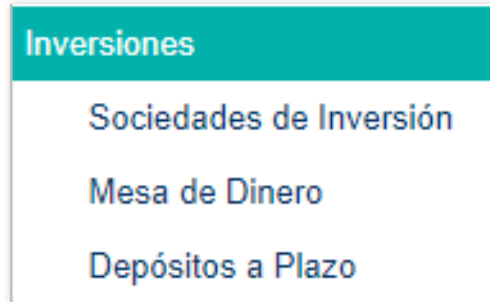 Inversiones
Sociedades de Inversión
Mesa de Dinero
Depósitos a Plazo